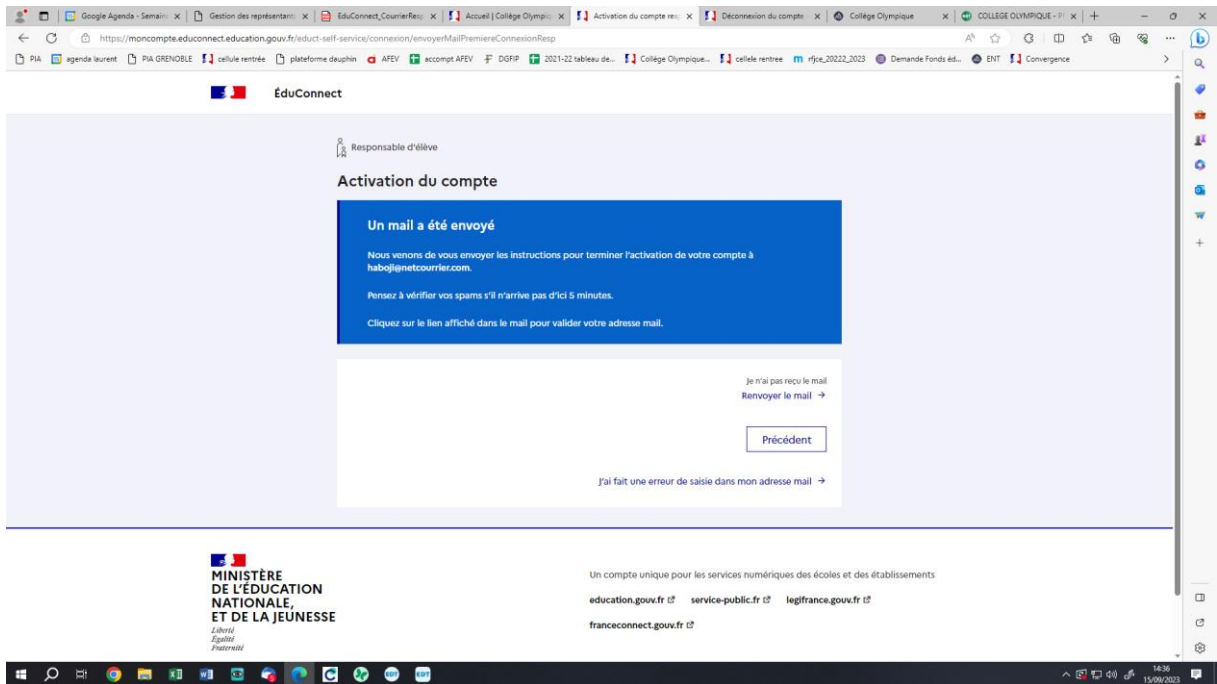 Google Agenda - Semaine
Gestion des représentants
EduConnect_CourrierResp
Accueil | Collège Olympiq
Activation du compte resp
Déconnexion du compte
Collège Olympique
COLLEGE OLYMPIQUE - P
https://moncompte.educonnect.education.gouv.fr/educt-self-service/connexion/envoyerMailPremiereConnexionResp
PIA
agenda laurent
PIA GRENOBLE
cellule rentrée
plateforme dauphin
AFEV
accompt AFEV
DGFIP
2021-22 tableau de...
Collège Olympique...
cellele rentree
rfjce_20222_2023
Demande Fonds éd...
ENT
Convergence
ÉduConnect
Responsable d'élève
Activation du compte
Un mail a été envoyé
Nous venons de vous envoyer les instructions pour terminer l'activation de votre compte à
haboji@netcourrier.com.
Pensez à vérifier vos spams s'il n'arrive pas d'ici 5 minutes.
Cliquez sur le lien affiché dans le mail pour valider votre adresse mail.
Je n'ai pas reçu le mail
Renvoyer le mail →
Précédent
J'ai fait une erreur de saisie dans mon adresse mail →
MINISTÈRE
DE L'ÉDUCATION
NATIONALE,
ET DE LA JEUNESSE
Liberté
Égalité
Fraternité
Un compte unique pour les services numériques des écoles et des établissements
education.gouv.fr
service-public.fr
legifrance.gouv.fr
franceconnect.gouv.fr
EDT
EDT
14:36
15/09/2023